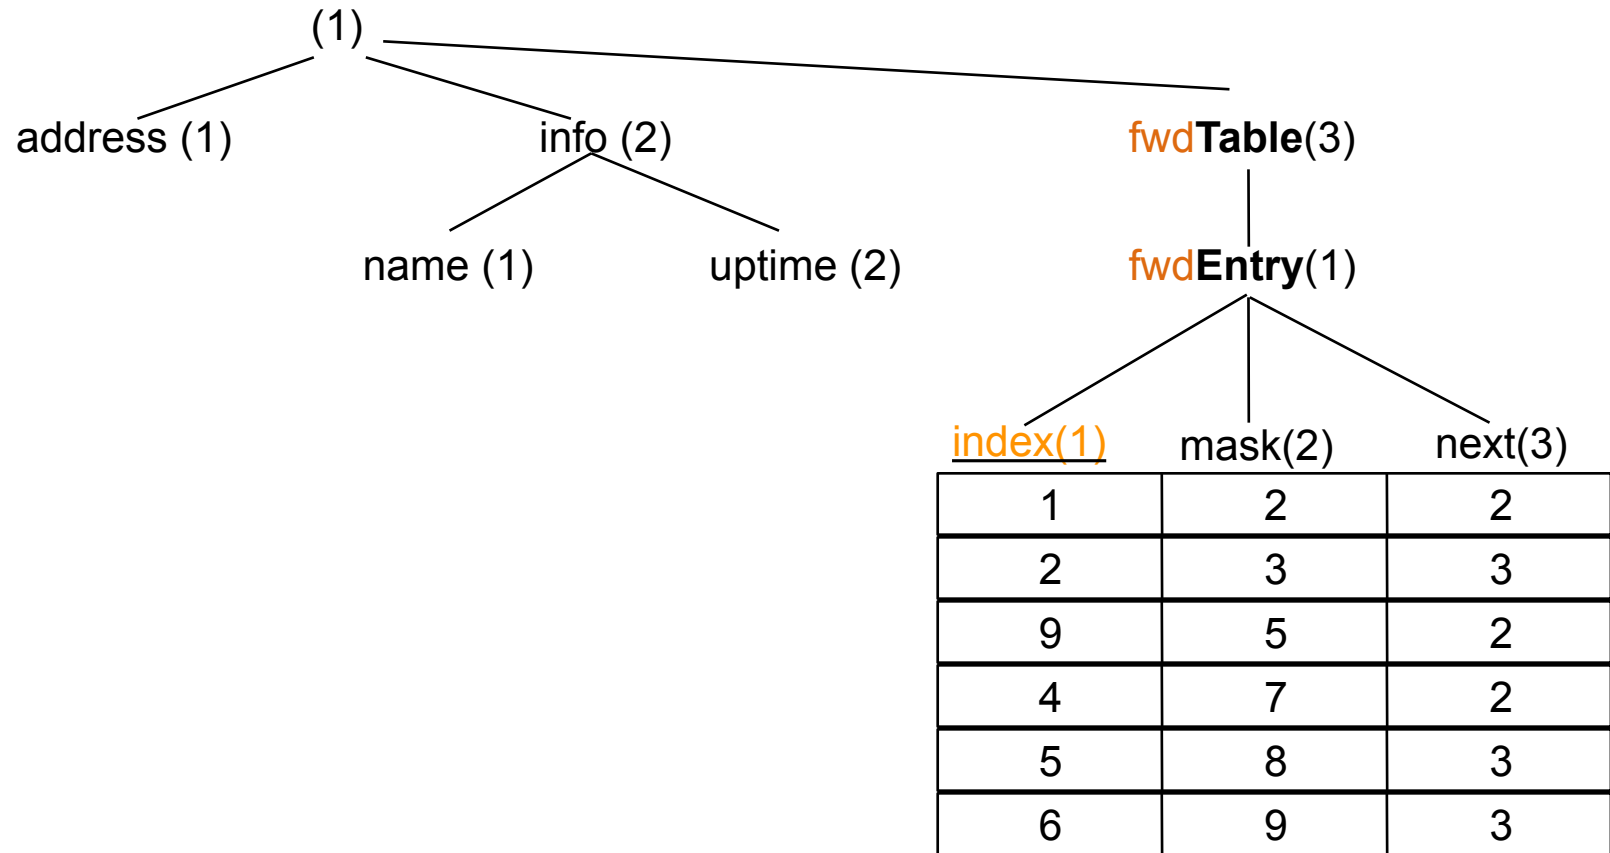 (1)
address (1) info (2) fwdTable(3)
name (1) uptime (2) fwdEntry(1)
index(1) mask(2) next(3)
1 2 2
2 3 3
9 5 2
4 7 2
5 8 3
6 9 3